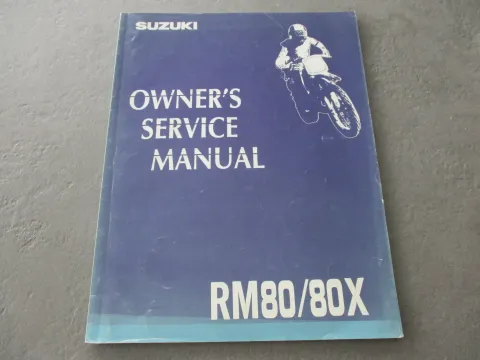 SUZUKI
OWNER'S
SERVICE
MANUAL
RM80/80X